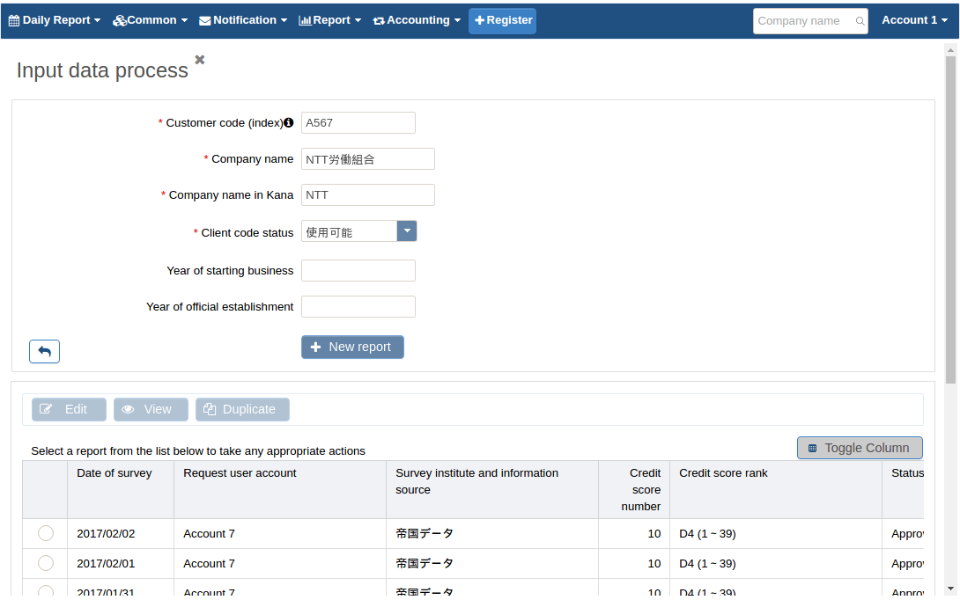 Daily Report Common Notification Report Accounting Register Company name Account 1
Input data process
* Customer code (index) A567
* Company name NTT労働組合
* Company name in Kana NTT
* Client code status 使用可能
Year of starting business
Year of official establishment
New report
Edit View Duplicate
Select a report from the list below to take any appropriate actions Toggle Column
Date of survey Request user account Survey institute and information source Credit score number Credit score rank Status
2017/02/02 Account 7 帝国データ 10 D4 (1 ~ 39) Approv
2017/02/01 Account 7 帝国データ 10 D4 (1 ~ 39) Approv
2017/01/31 Account 7 帝国データ 10 D4 (1 ~ 39) Approv